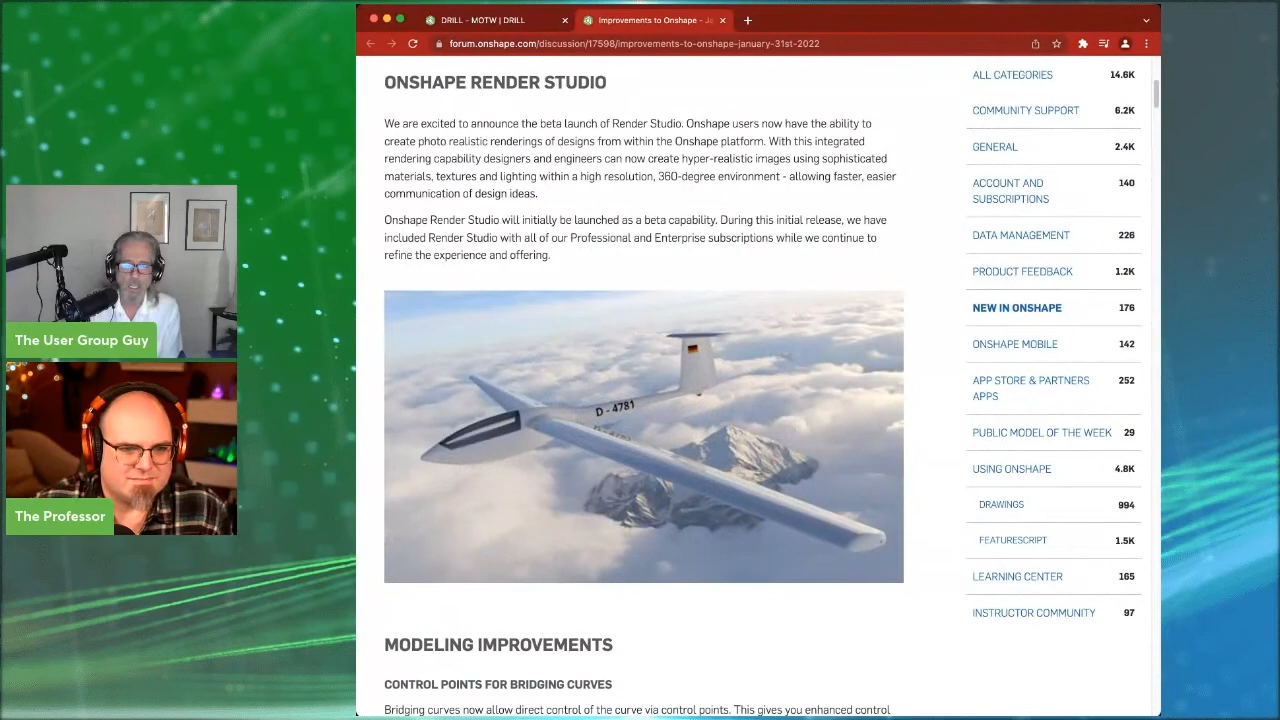 DRILL - MOTW | DRILL
Improvements to Onshape - Ja
forum.onshape.com/discussion/17598/improvements-to-onshape-january-31st-2022
The User Group Guy
The Professor
ONSHAPE RENDER STUDIO
We are excited to announce the beta launch of Render Studio. Onshape users now have the ability to
create photo realistic renderings of designs from within the Onshape platform. With this integrated
rendering capability designers and engineers can now create hyper-realistic images using sophisticated
materials, textures and lighting within a high resolution, 360-degree environment - allowing faster, easier
communication of design ideas.
Onshape Render Studio will initially be launched as a beta capability. During this initial release, we have
included Render Studio with all of our Professional and Enterprise subscriptions while we continue to
refine the experience and offering.
D - 4781
MODELING IMPROVEMENTS
CONTROL POINTS FOR BRIDGING CURVES
Bridging curves now allow direct control of the curve via control points. This gives you enhanced control
ALL CATEGORIES 14.6K
COMMUNITY SUPPORT 6.2K
GENERAL 2.4K
ACCOUNT AND 140
SUBSCRIPTIONS
DATA MANAGEMENT 226
PRODUCT FEEDBACK 1.2K
NEW IN ONSHAPE 176
ONSHAPE MOBILE 142
APP STORE & PARTNERS 252
APPS
PUBLIC MODEL OF THE WEEK 29
USING ONSHAPE 4.8K
DRAWINGS 994
FEATURESCRIPT 1.5K
LEARNING CENTER 165
INSTRUCTOR COMMUNITY 97